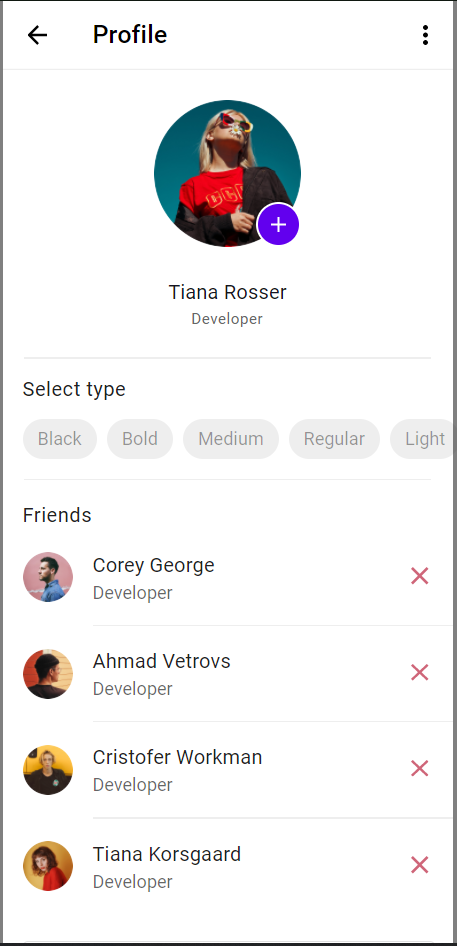 Profile
Tiana Rosser
Developer
Select type
Black Bold Medium Regular Light
Friends
Corey George
Developer
Ahmad Vetrovs
Developer
Cristofer Workman
Developer
Tiana Korsgaard
Developer